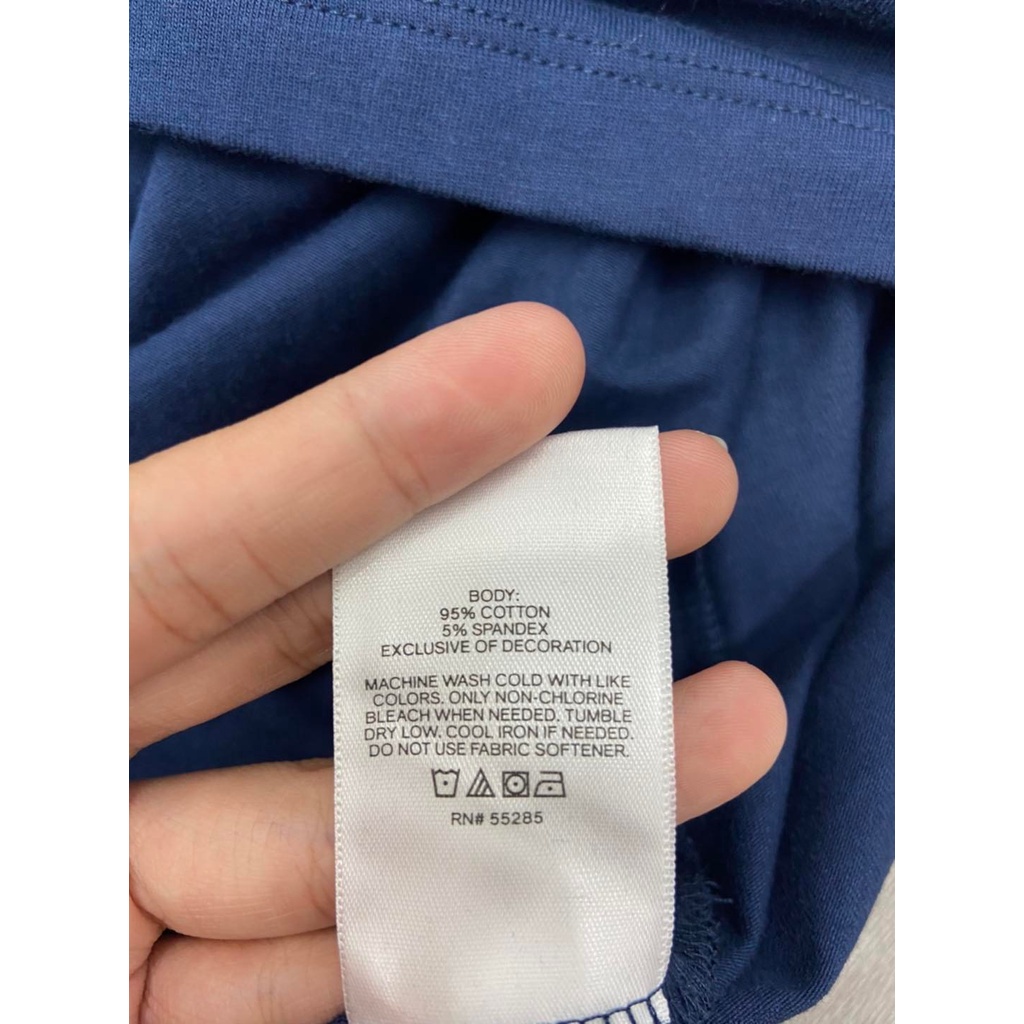 BODY:
95% COTTON
5% SPANDEX
EXCLUSIVE OF DECORATION
MACHINE WASH COLD WITH LIKE
COLORS. ONLY NON-CHLORINE
BLEACH WHEN NEEDED. TUMBLE
DRY LOW. COOL IRON IF NEEDED.
DO NOT USE FABRIC SOFTENER.
RN# 55285